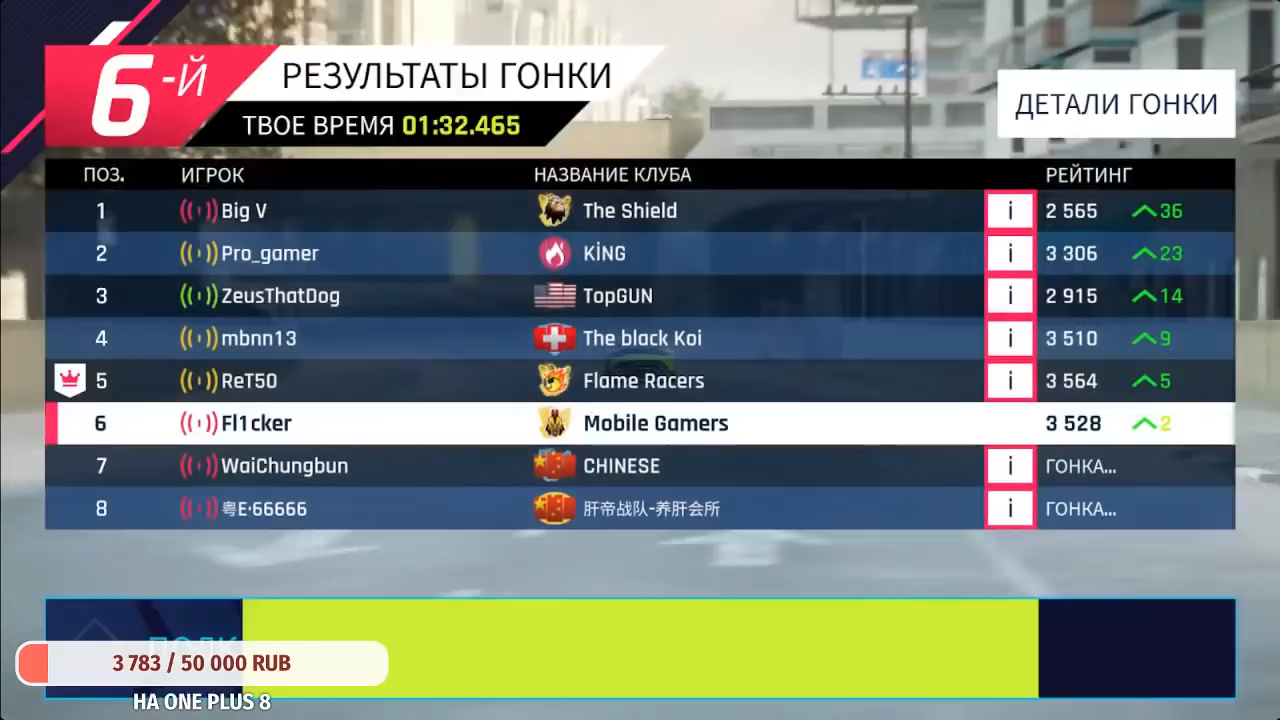 6-Й
РЕЗУЛЬТАТЫ ГОНКИ
ТВОЕ ВРЕМЯ 01:32.465
ДЕТАЛИ ГОНКИ
ПОЗ. ИГРОК НАЗВАНИЕ КЛУБА РЕЙТИНГ
1 Big V The Shield i 2 565 36
2 Pro_gamer KİNG i 3 306 23
3 ZeusThatDog TopGUN i 2 915 14
4 mbnn13 The black Koi i 3 510 9
5 ReT50 Flame Racers i 3 564 5
6 Fl1cker Mobile Gamers 3 528 2
7 WaiChungbun CHINESE i ГОНКА...
8 粤E·66666 肝帝战队-养肝会所 i ГОНКА...
3 783 / 50 000 RUB
НА ONE PLUS 8